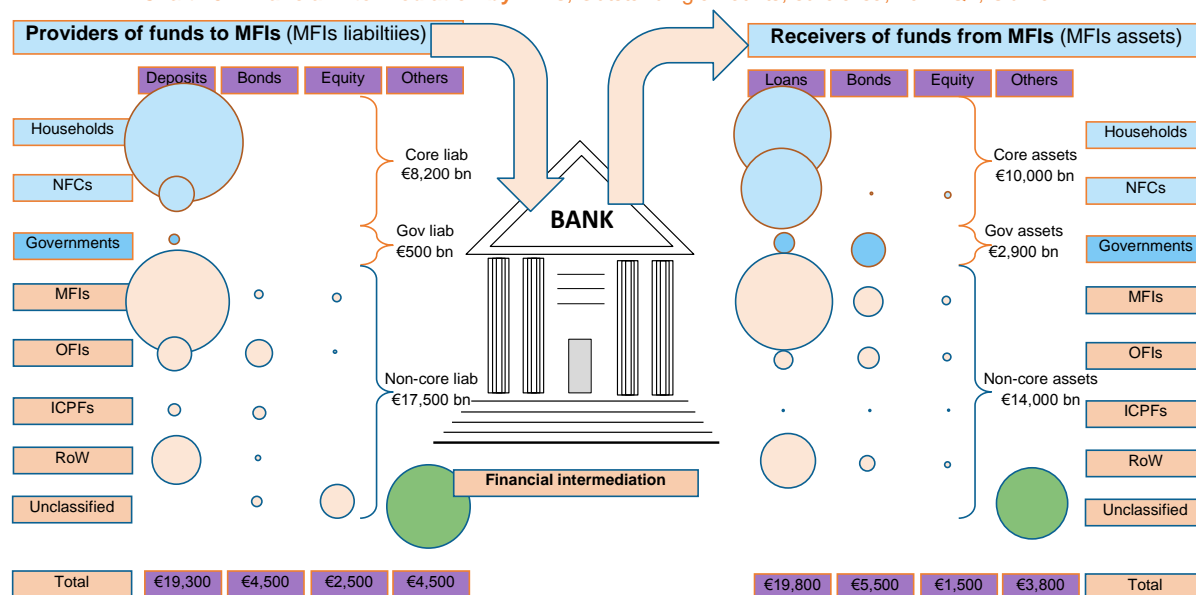 Providers of funds to MFIs (MFIs liabiltiies)
Receivers of funds from MFIs (MFIs assets)
Deposits Bonds Equity Others
Loans Bonds Equity Others
Households
NFCs
Governments
MFIs
OFIs
ICPFs
RoW
Unclassified
Core liab
€8,200 bn
Gov liab
€500 bn
Non-core liab
€17,500 bn
BANK
Financial intermediation
Core assets
€10,000 bn
Gov assets
€2,900 bn
Non-core assets
€14,000 bn
Households
NFCs
Governments
MFIs
OFIs
ICPFs
RoW
Unclassified
Total €19,300 €4,500 €2,500 €4,500
€19,800 €5,500 €1,500 €3,800 Total